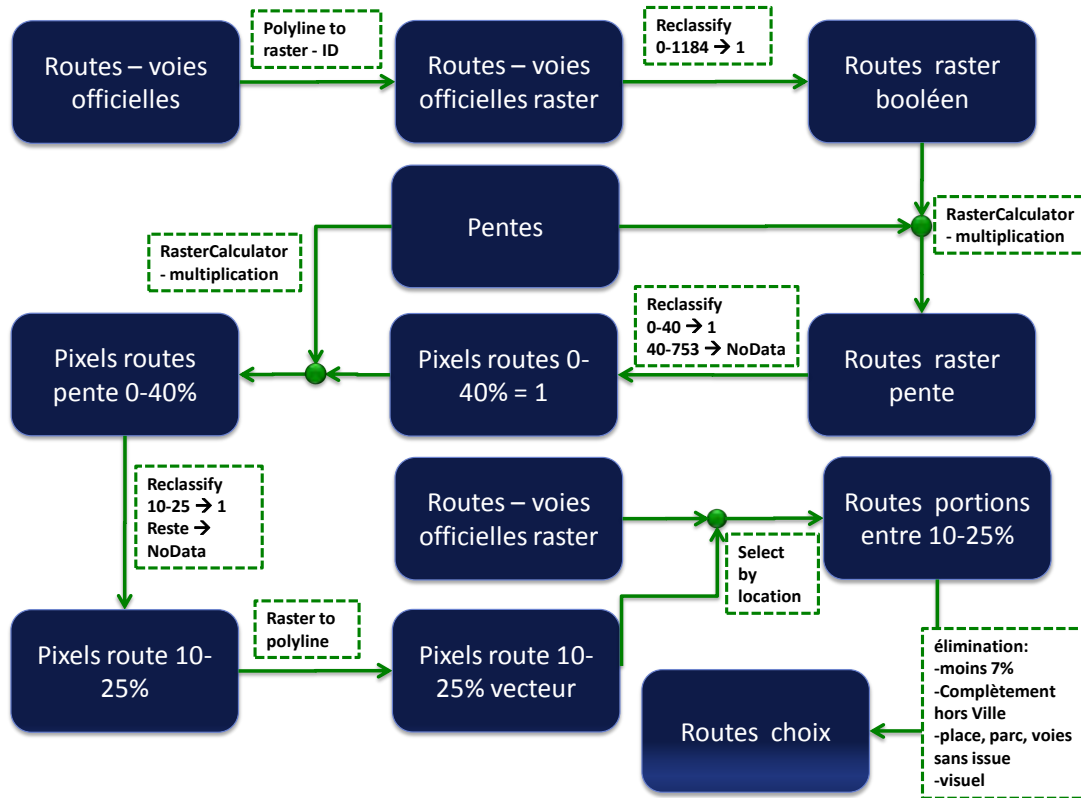 Routes – voies
officielles
Polyline to
raster - ID
Routes – voies
officielles raster
Reclassify
0-1184 → 1
Routes raster
booléen
Pentes
RasterCalculator
- multiplication
RasterCalculator
- multiplication
Reclassify
0-40 → 1
40-753 → NoData
Pixels routes
pente 0-40%
Pixels routes 0-
40% = 1
Routes raster
pente
Reclassify
10-25 → 1
Reste →
NoData
Routes – voies
officielles raster
Select
by
location
Routes portions
entre 10-25%
Pixels route 10-
25%
Raster to
polyline
Pixels route 10-
25% vecteur
élimination:
-moins 7%
-Complètement
hors Ville
-place, parc, voies
sans issue
-visuel
Routes choix